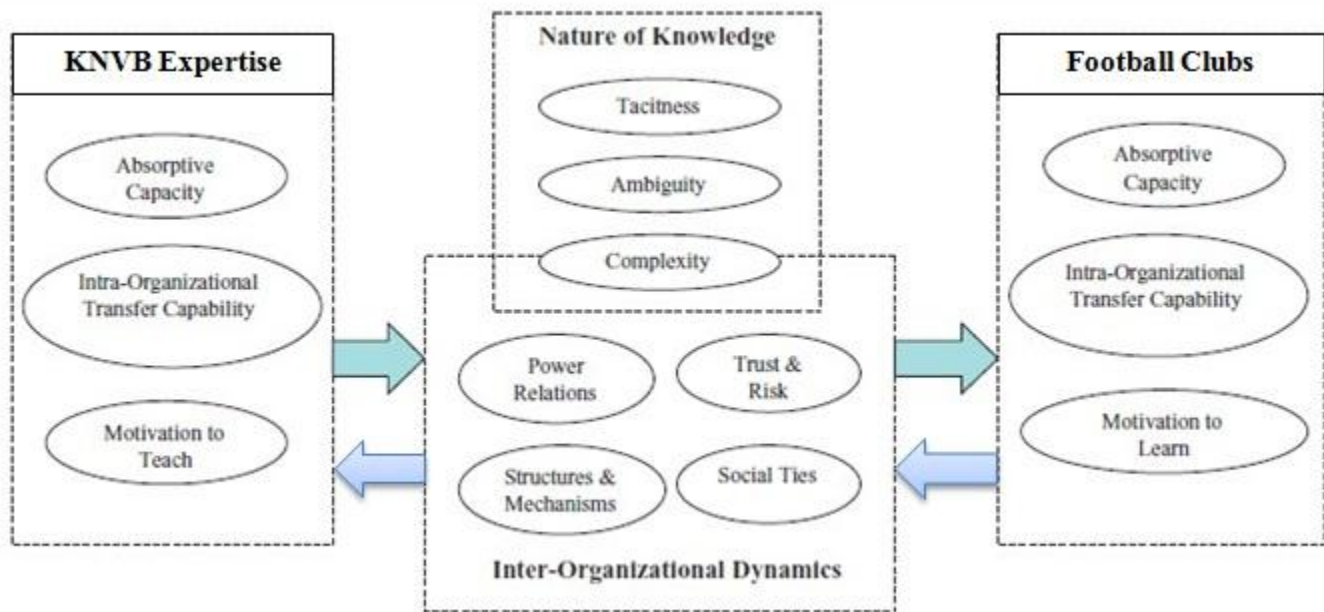 KNVB Expertise
Absorptive
Capacity
Intra-Organizational
Transfer Capability
Motivation to
Teach
Nature of Knowledge
Tacitness
Ambiguity
Complexity
Power
Relations
Trust &
Risk
Structures &
Mechanisms
Social Ties
Inter-Organizational Dynamics
Football Clubs
Absorptive
Capacity
Intra-Organizational
Transfer Capability
Motivation to
Learn